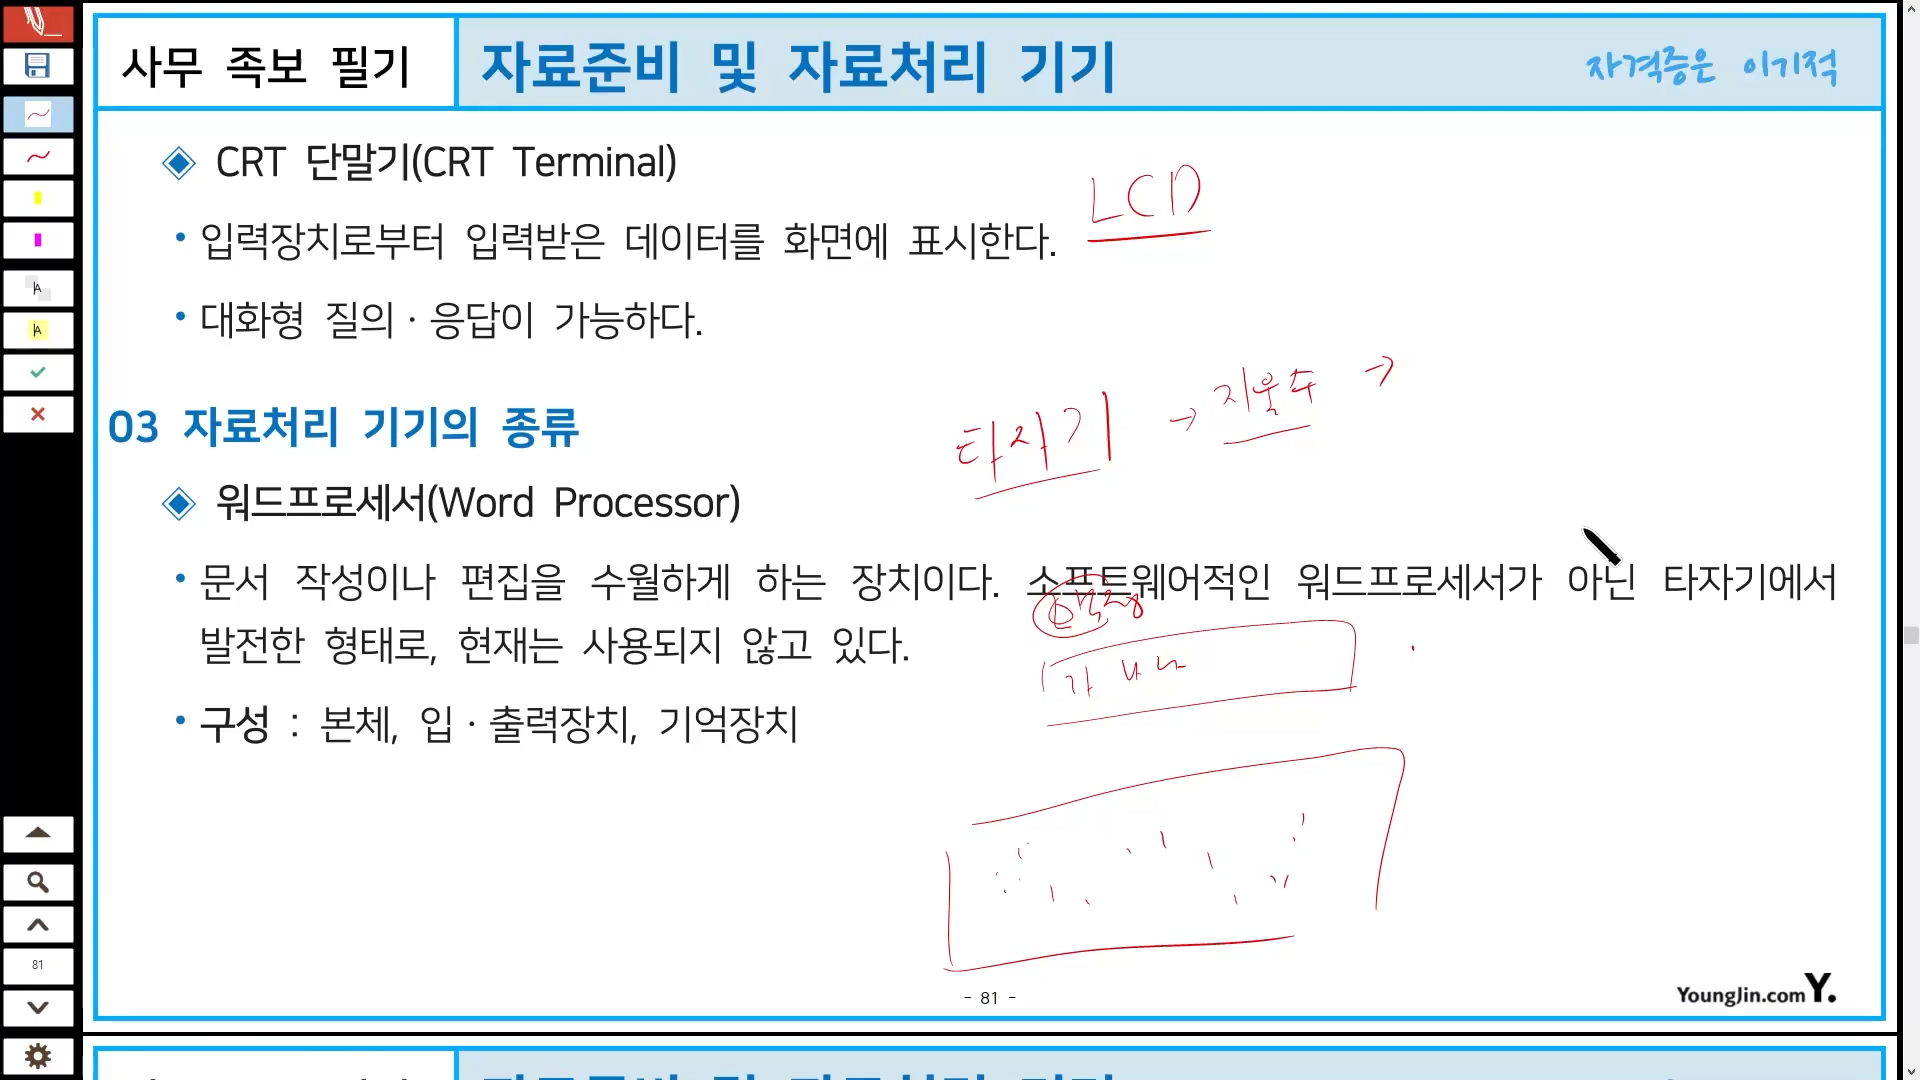 사무 족보 필기
자료준비 및 자료처리 기기
자격증은 이기적
CRT 단말기(CRT Terminal)
LCD
• 입력장치로부터 입력받은 데이터를 화면에 표시한다.
• 대화형 질의 · 응답이 가능하다.
타자기 → 지울수 →
03 자료처리 기기의 종류
워드프로세서(Word Processor)
• 문서 작성이나 편집을 수월하게 하는 장치이다. 소프트웨어적인 워드프로세서가 아닌 타자기에서
발전한 형태로, 현재는 사용되지 않고 있다.
가 나
• 구성 : 본체, 입 · 출력장치, 기억장치
- 81 -
YoungJin.com Y.
81